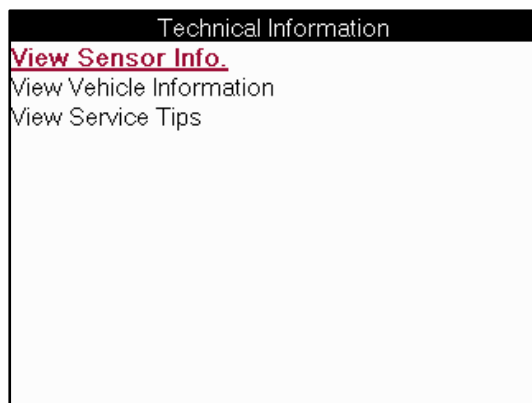 Technical Information
View Sensor Info.
View Vehicle Information
View Service Tips